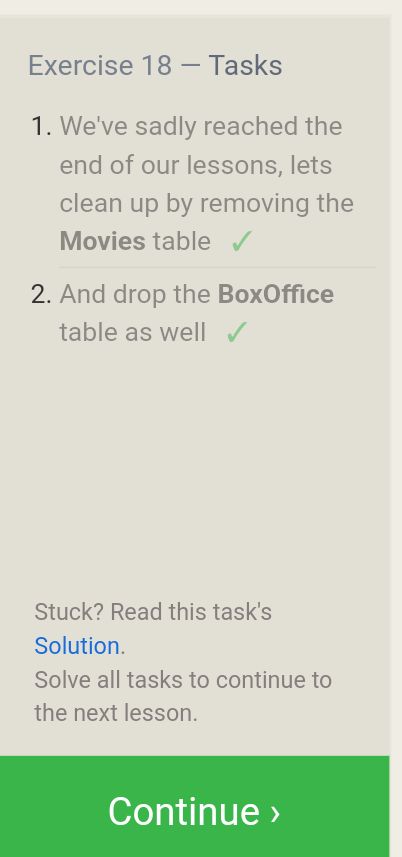 Exercise 18 — Tasks
1. We've sadly reached the
end of our lessons, lets
clean up by removing the
Movies table ✓
2. And drop the BoxOffice
table as well ✓
Stuck? Read this task's
Solution.
Solve all tasks to continue to
the next lesson.
Continue ›